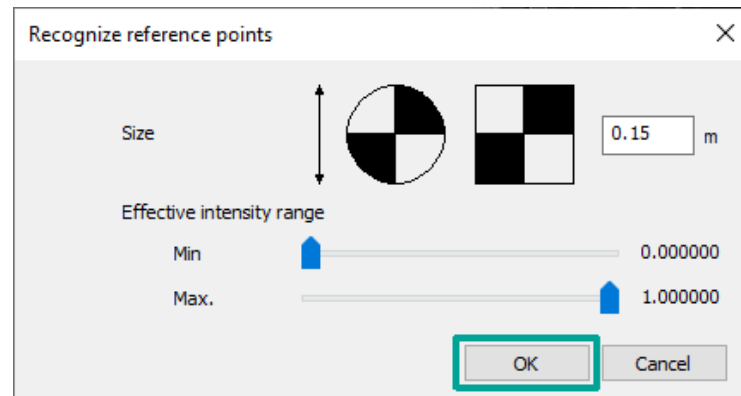 Recognize reference points
Size
0.15 m
Effective intensity range
Min 0.000000
Max. 1.000000
OK Cancel